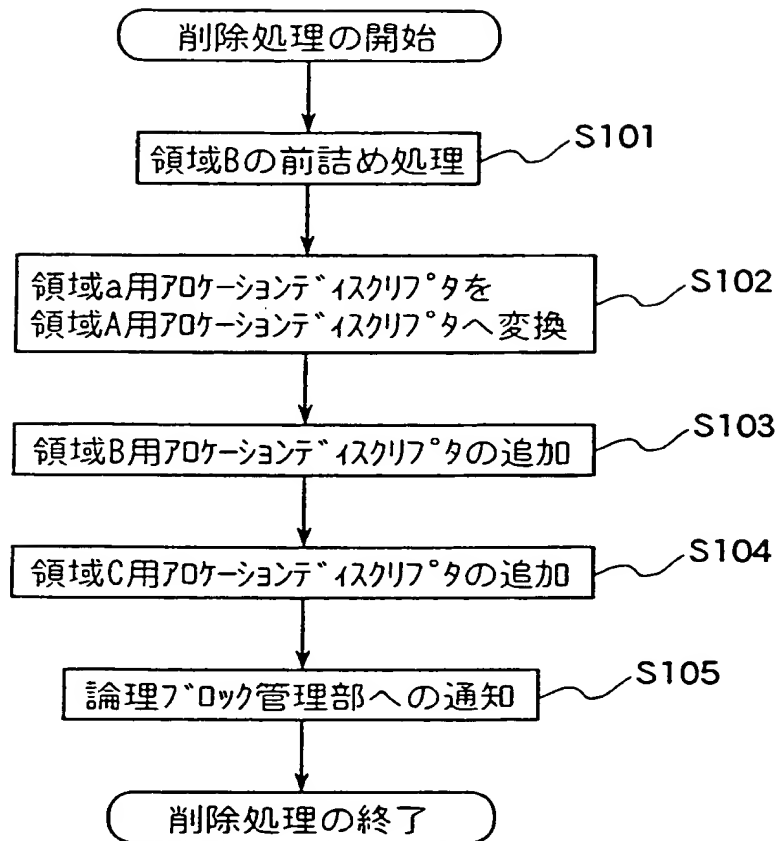 削除処理の開始
領域Bの前詰め処理
S101
領域a用ｱﾛｹｰｼｮﾝﾃﾞｨｽｸﾘﾌﾟﾀを
領域A用ｱﾛｹｰｼｮﾝﾃﾞｨｽｸﾘﾌﾟﾀへ変換
S102
領域B用ｱﾛｹｰｼｮﾝﾃﾞｨｽｸﾘﾌﾟﾀの追加
S103
領域C用ｱﾛｹｰｼｮﾝﾃﾞｨｽｸﾘﾌﾟﾀの追加
S104
論理ﾌﾞﾛｯｸ管理部への通知
S105
削除処理の終了